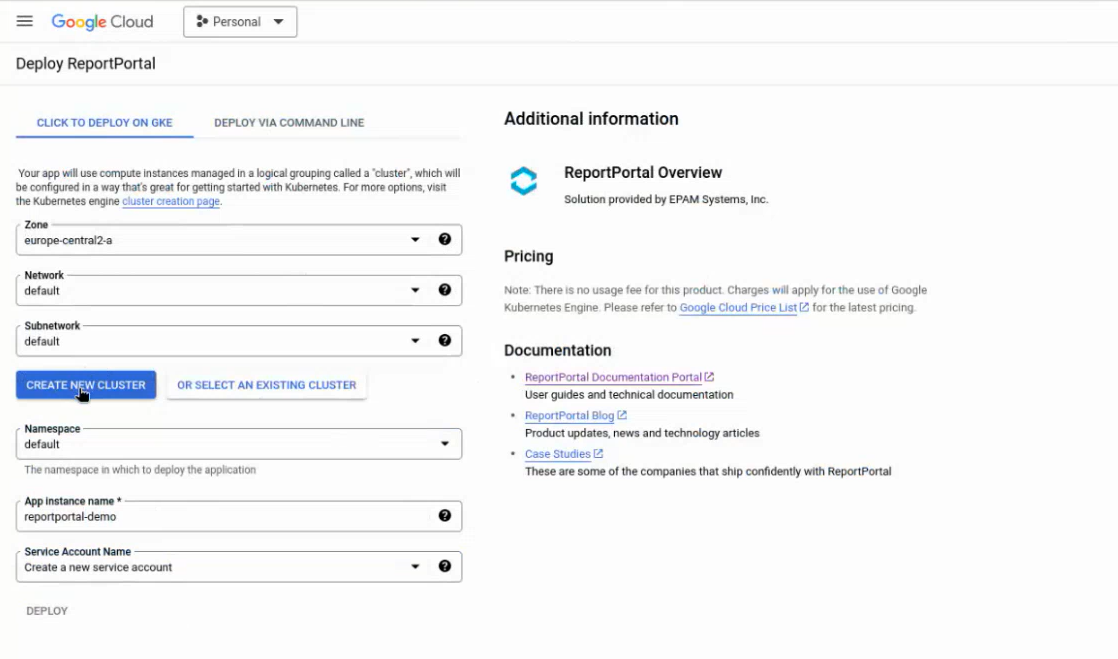 Google Cloud
Personal
Deploy ReportPortal
CLICK TO DEPLOY ON GKE
DEPLOY VIA COMMAND LINE
Your app will use compute instances managed in a logical grouping called a "cluster", which will
be configured in a way that's great for getting started with Kubernetes. For more options, visit
the Kubernetes engine cluster creation page.
Zone
europe-central2-a
Network
default
Subnetwork
default
CREATE NEW CLUSTER
OR SELECT AN EXISTING CLUSTER
Namespace
default
The namespace in which to deploy the application
App instance name *
reportportal-demo
Service Account Name
Create a new service account
DEPLOY
Additional information
ReportPortal Overview
Solution provided by EPAM Systems, Inc.
Pricing
Note: There is no usage fee for this product. Charges will apply for the use of Google
Kubernetes Engine. Please refer to Google Cloud Price List for the latest pricing.
Documentation
• ReportPortal Documentation Portal
User guides and technical documentation
• ReportPortal Blog
Product updates, news and technology articles
• Case Studies
These are some of the companies that ship confidently with ReportPortal